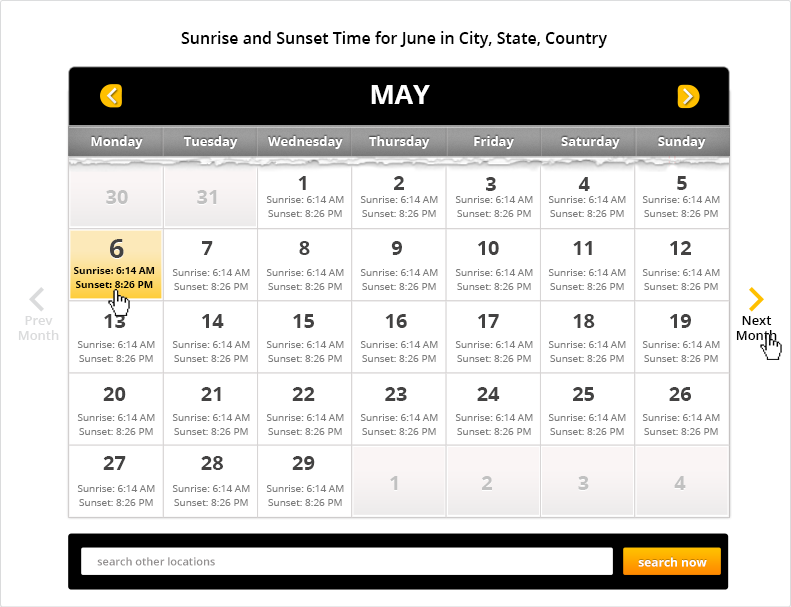 Sunrise and Sunset Time for June in City, State, Country
MAY
Monday Tuesday Wednesday Thursday Friday Saturday Sunday
30 31 1 2 3 4 5
Sunrise: 6:14 AM Sunrise: 6:14 AM Sunrise: 6:14 AM Sunrise: 6:14 AM Sunrise: 6:14 AM
Sunset: 8:26 PM Sunset: 8:26 PM Sunset: 8:26 PM Sunset: 8:26 PM Sunset: 8:26 PM
6 7 8 9 10 11 12
Sunrise: 6:14 AM Sunrise: 6:14 AM Sunrise: 6:14 AM Sunrise: 6:14 AM Sunrise: 6:14 AM Sunrise: 6:14 AM Sunrise: 6:14 AM
Sunset: 8:26 PM Sunset: 8:26 PM Sunset: 8:26 PM Sunset: 8:26 PM Sunset: 8:26 PM Sunset: 8:26 PM Sunset: 8:26 PM
Prev
Month
Next
Month
13 14 15 16 17 18 19
Sunrise: 6:14 AM Sunrise: 6:14 AM Sunrise: 6:14 AM Sunrise: 6:14 AM Sunrise: 6:14 AM Sunrise: 6:14 AM Sunrise: 6:14 AM
Sunset: 8:26 PM Sunset: 8:26 PM Sunset: 8:26 PM Sunset: 8:26 PM Sunset: 8:26 PM Sunset: 8:26 PM Sunset: 8:26 PM
20 21 22 23 24 25 26
Sunrise: 6:14 AM Sunrise: 6:14 AM Sunrise: 6:14 AM Sunrise: 6:14 AM Sunrise: 6:14 AM Sunrise: 6:14 AM Sunrise: 6:14 AM
Sunset: 8:26 PM Sunset: 8:26 PM Sunset: 8:26 PM Sunset: 8:26 PM Sunset: 8:26 PM Sunset: 8:26 PM Sunset: 8:26 PM
27 28 29 1 2 3 4
Sunrise: 6:14 AM Sunrise: 6:14 AM Sunrise: 6:14 AM
Sunset: 8:26 PM Sunset: 8:26 PM Sunset: 8:26 PM
search other locations search now